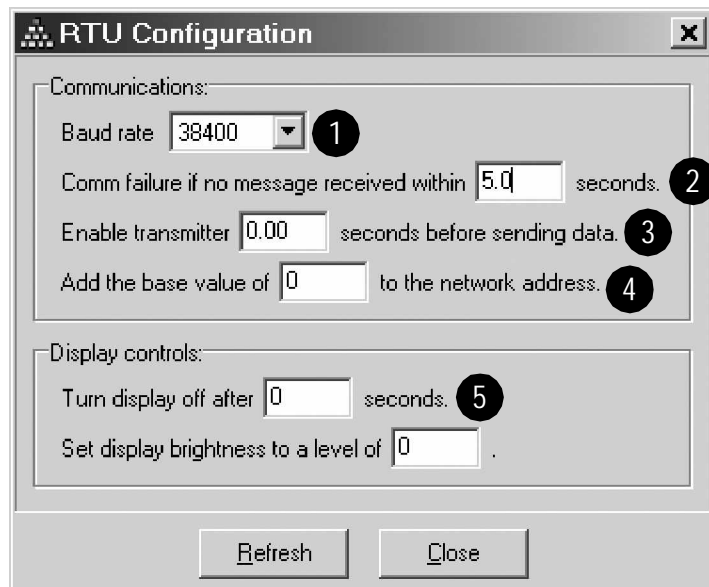 RTU Configuration
Communications:
Baud rate 38400 1
Comm failure if no message received within 5.0 seconds. 2
Enable transmitter 0.00 seconds before sending data. 3
Add the base value of 0 to the network address. 4
Display controls:
Turn display off after 0 seconds. 5
Set display brightness to a level of 0 .
Refresh Close